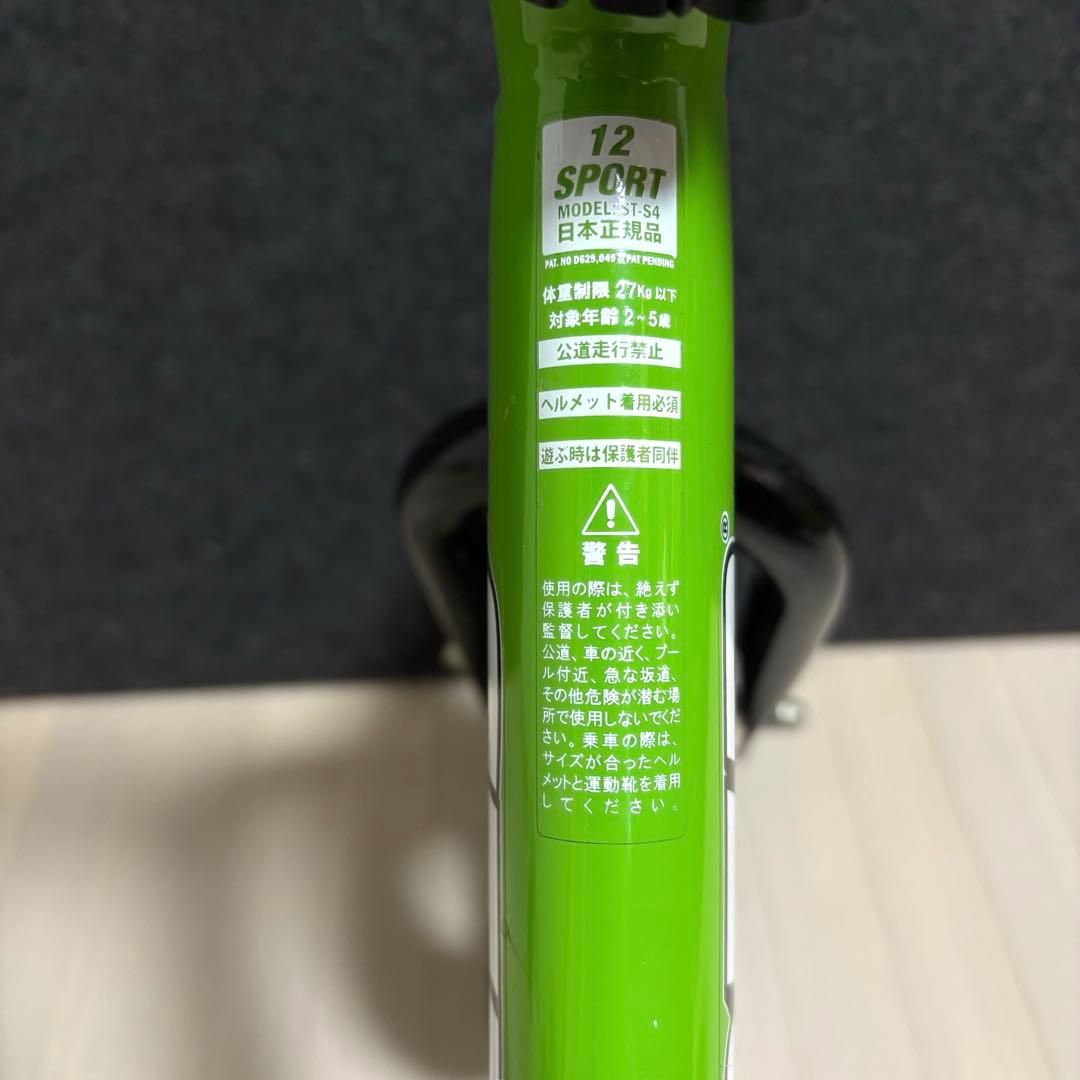 12
SPORT
MODEL: ST-S4
日本正規品
PAT. NO D629,049 & PAT PENDING
体重制限 27Kg 以下
対象年齢 2~5歳
公道走行禁止
ヘルメット着用必須
遊ぶ時は保護者同伴
警告
使用の際は、絶えず
保護者が付き添い
監督してください。
公道、車の近く、プー
ル付近、急な坂道、
その他危険が潜む場
所で使用しないでくだ
さい。乗車の際は、
サイズが合ったヘル
メットと運動靴を着用
してください。
®